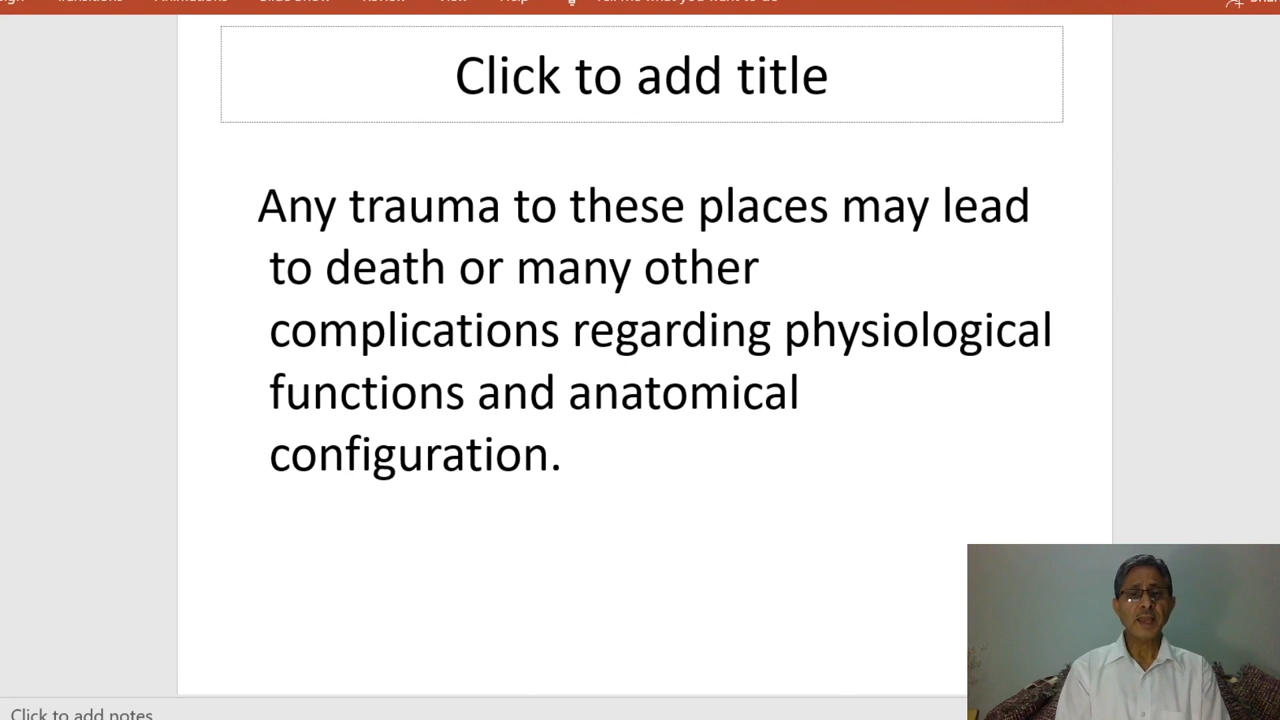 Click to add title
Any trauma to these places may lead
to death or many other
complications regarding physiological
functions and anatomical
configuration.
Click to add notes